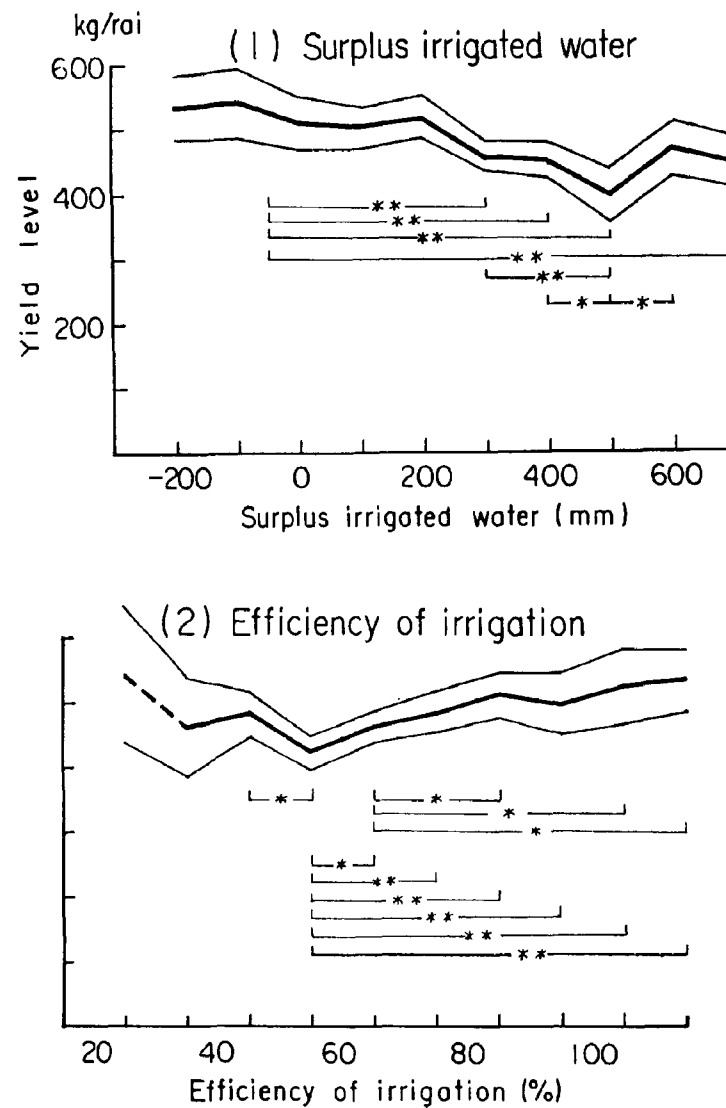 kg/rai
(1) Surplus irrigated water
600
400
200
Yield level
**
**
**
**
**
* *
-200 0 200 400 600
Surplus irrigated water (mm)
(2) Efficiency of irrigation
* *
*
*
*
**
**
**
**
**
20 40 60 80 100
Efficiency of irrigation (%)